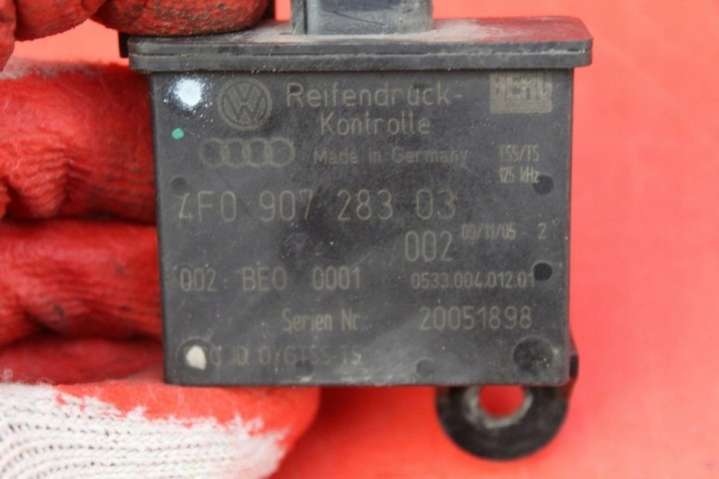 Reifendruck-
Kontrolle
Made in Germany
TSS/TS
125 kHz
4F0 907 283 03
002
002 BE0 0001
0533.004.012.01
Serien Nr. 20051898